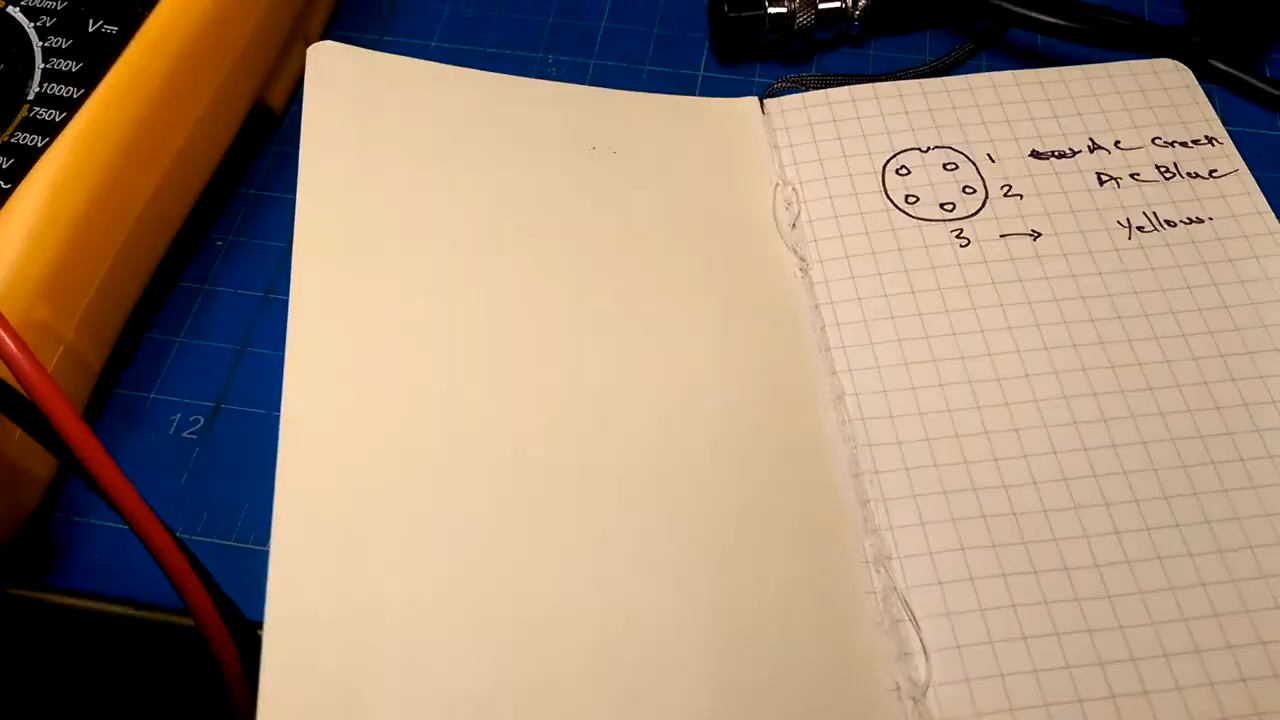 200mV
2V
V⎓
20V
200V
1000V
750V
200V
V
~
12
1 Ac Green
2 Ac Blue
3 → Yellow.